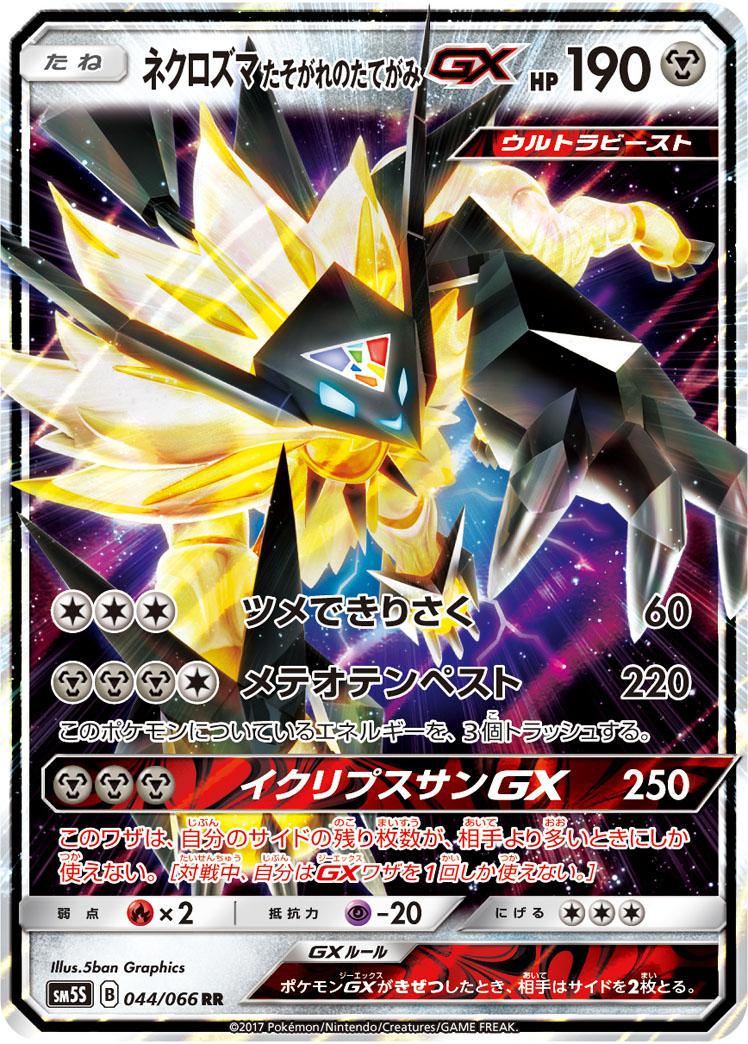 たね ネクロズマ たそがれのたてがみ GX HP 190
ウルトラビースト
ツメできりさく 60
メテオテンペスト 220
このポケモンについているエネルギーを、3個トラッシュする。
イクリプスサンGX 250
このワザは、自分のサイドの残り枚数が、相手より多いときにしか
使えない。[対戦中、自分はGXワザを1回しか使えない。]
弱点 ×2 抵抗力 -20 にげる
GXルール
Illus.5ban Graphics
ポケモンGXがきぜつしたとき、相手はサイドを2枚とる。
SM5S B 044/066 RR
©2017 Pokémon/Nintendo/Creatures/GAME FREAK.